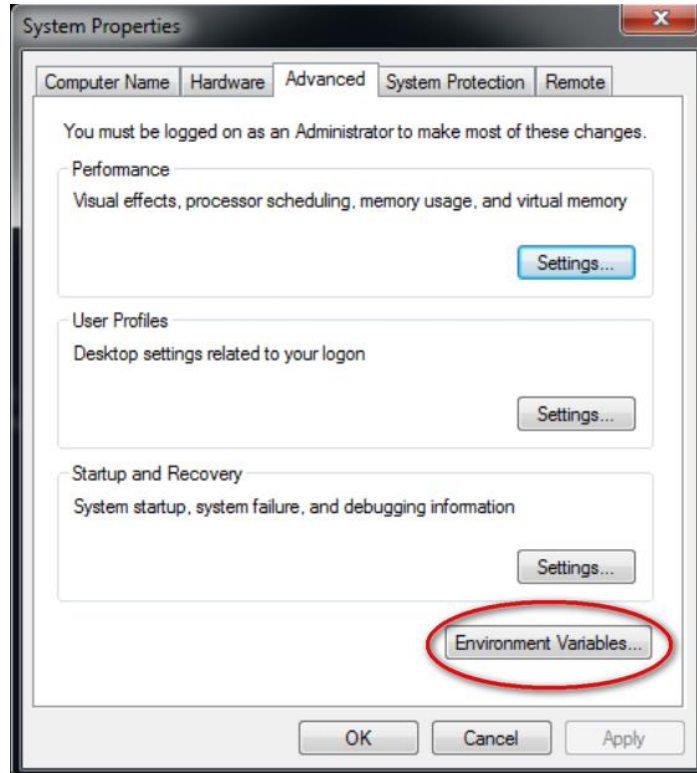 System Properties
Computer Name Hardware Advanced System Protection Remote
You must be logged on as an Administrator to make most of these changes.
Performance
Visual effects, processor scheduling, memory usage, and virtual memory
Settings...
User Profiles
Desktop settings related to your logon
Settings...
Startup and Recovery
System startup, system failure, and debugging information
Settings...
Environment Variables...
OK Cancel Apply